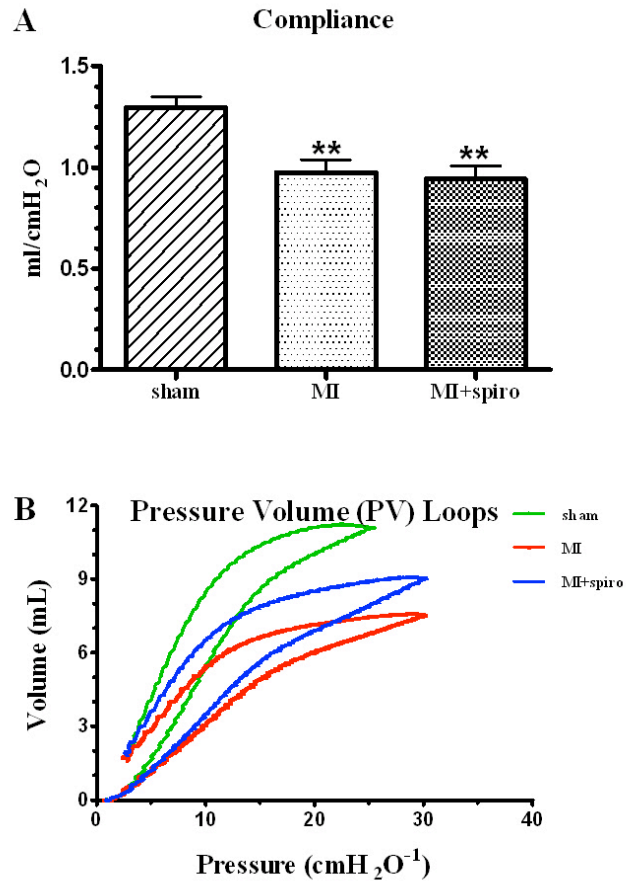 A
Compliance
ml/cmH2O
1.5
1.0
0.5
0.0
**
**
sham
MI
MI+spiro
B
Pressure Volume (PV) Loops
Volume (mL)
12
9
6
3
0
0
10
20
30
40
Pressure (cmH2O-1)
sham
MI
MI+spiro